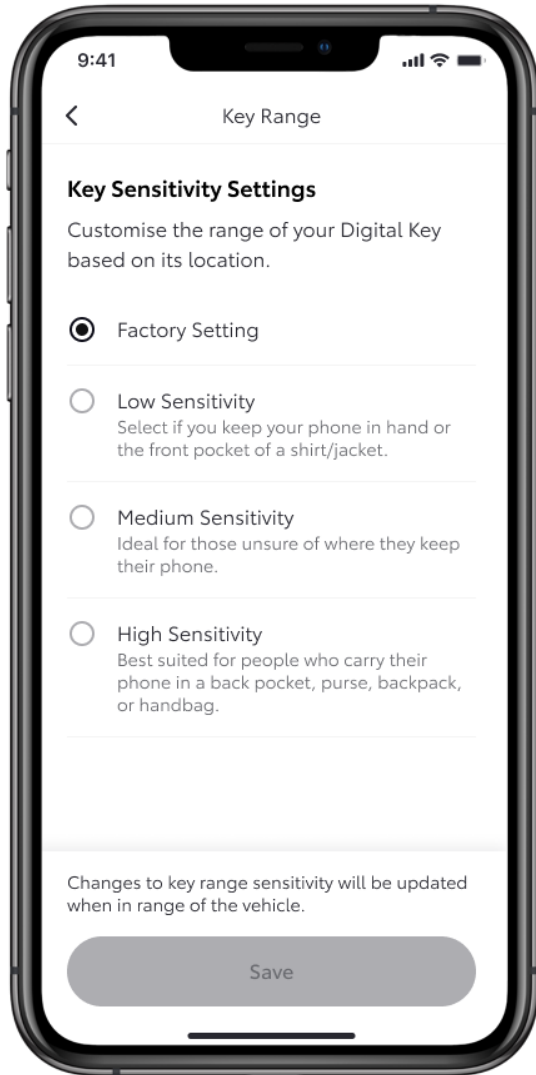 9:41
Key Range
Key Sensitivity Settings
Customise the range of your Digital Key
based on its location.
Factory Setting
Low Sensitivity
Select if you keep your phone in hand or
the front pocket of a shirt/jacket.
Medium Sensitivity
Ideal for those unsure of where they keep
their phone.
High Sensitivity
Best suited for people who carry their
phone in a back pocket, purse, backpack,
or handbag.
Changes to key range sensitivity will be updated
when in range of the vehicle.
Save